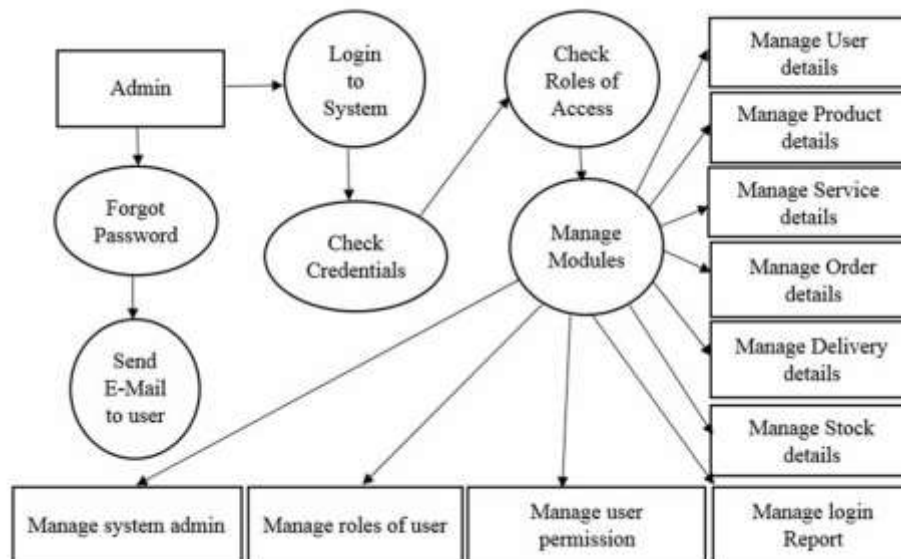 Admin
Login
to
System
Check
Roles of
Access
Manage User
details
Manage Product
details
Forgot
Password
Check
Credentials
Manage
Modules
Manage Service
details
Manage Order
details
Send
E-Mail
to user
Manage Delivery
details
Manage Stock
details
Manage system admin
Manage roles of user
Manage user
permission
Manage login
Report